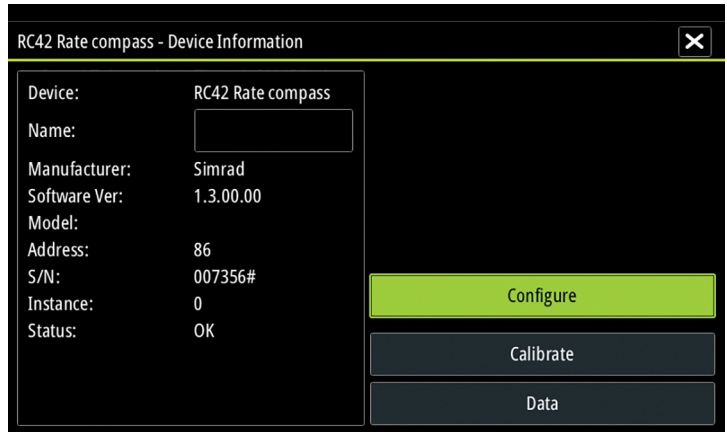 RC42 Rate compass - Device Information
Device: RC42 Rate compass
Name:
Manufacturer: Simrad
Software Ver: 1.3.00.00
Model:
Address: 86
S/N: 007356#
Instance: 0
Status: OK
Configure
Calibrate
Data